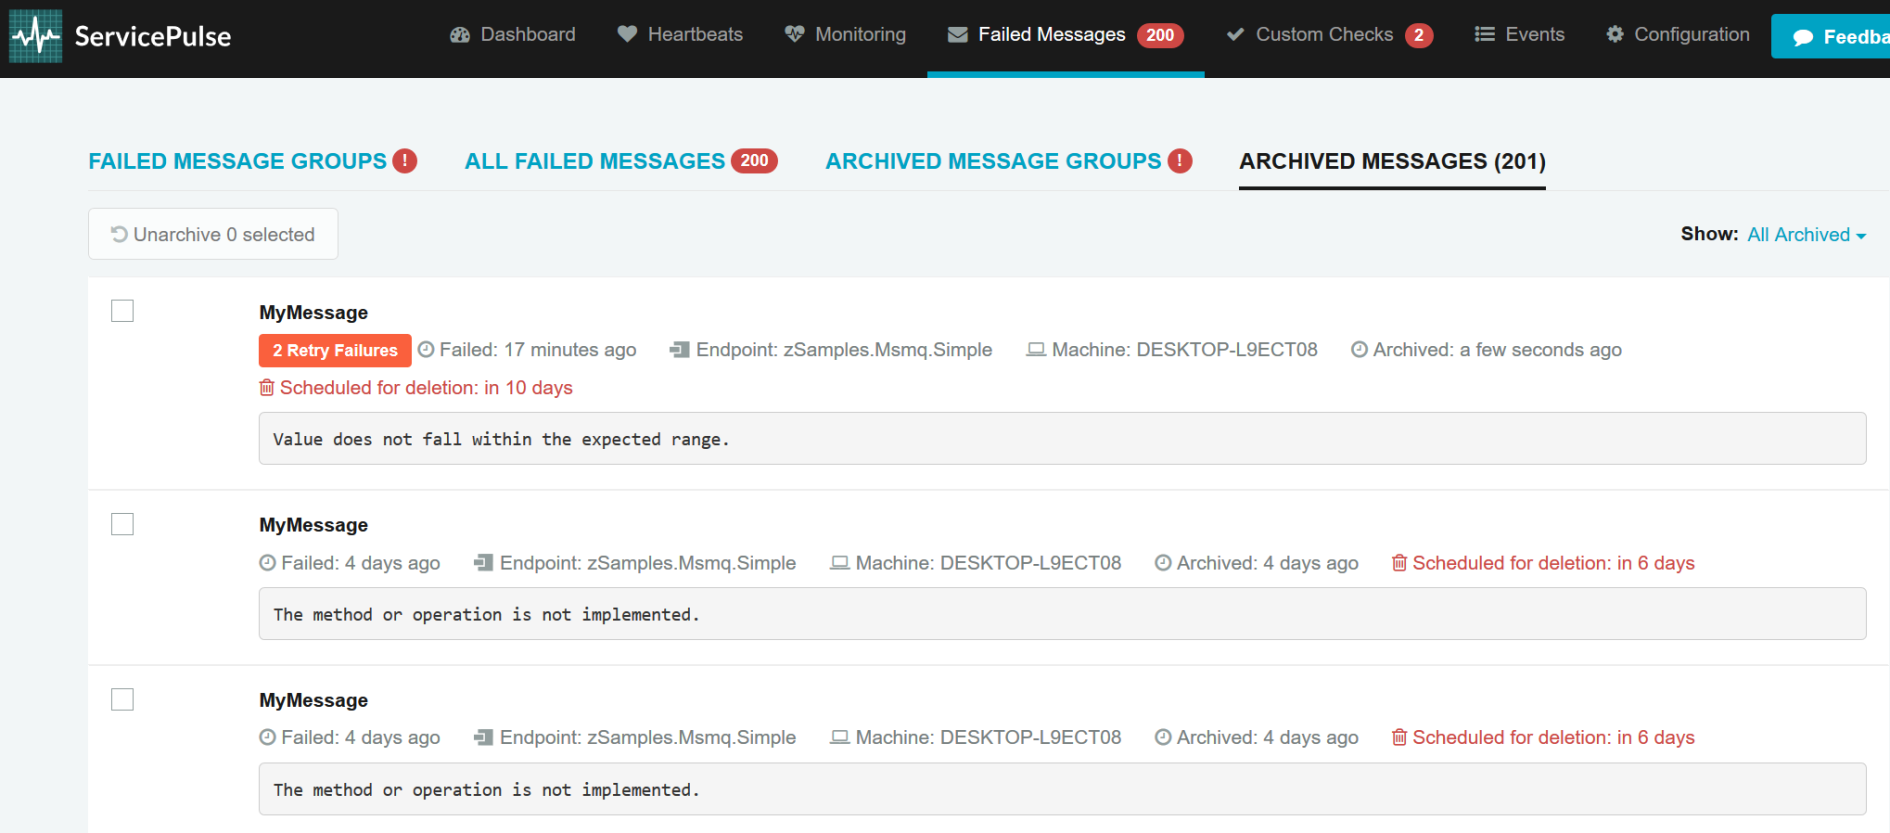 ServicePulse
Dashboard Heartbeats Monitoring Failed Messages 200 Custom Checks 2 Events Configuration Feedba
FAILED MESSAGE GROUPS ! ALL FAILED MESSAGES 200 ARCHIVED MESSAGE GROUPS ! ARCHIVED MESSAGES (201)
Unarchive 0 selected Show: All Archived
MyMessage
2 Retry Failures Failed: 17 minutes ago Endpoint: zSamples.Msmq.Simple Machine: DESKTOP-L9ECT08 Archived: a few seconds ago
Scheduled for deletion: in 10 days
Value does not fall within the expected range.
MyMessage
Failed: 4 days ago Endpoint: zSamples.Msmq.Simple Machine: DESKTOP-L9ECT08 Archived: 4 days ago Scheduled for deletion: in 6 days
The method or operation is not implemented.
MyMessage
Failed: 4 days ago Endpoint: zSamples.Msmq.Simple Machine: DESKTOP-L9ECT08 Archived: 4 days ago Scheduled for deletion: in 6 days
The method or operation is not implemented.